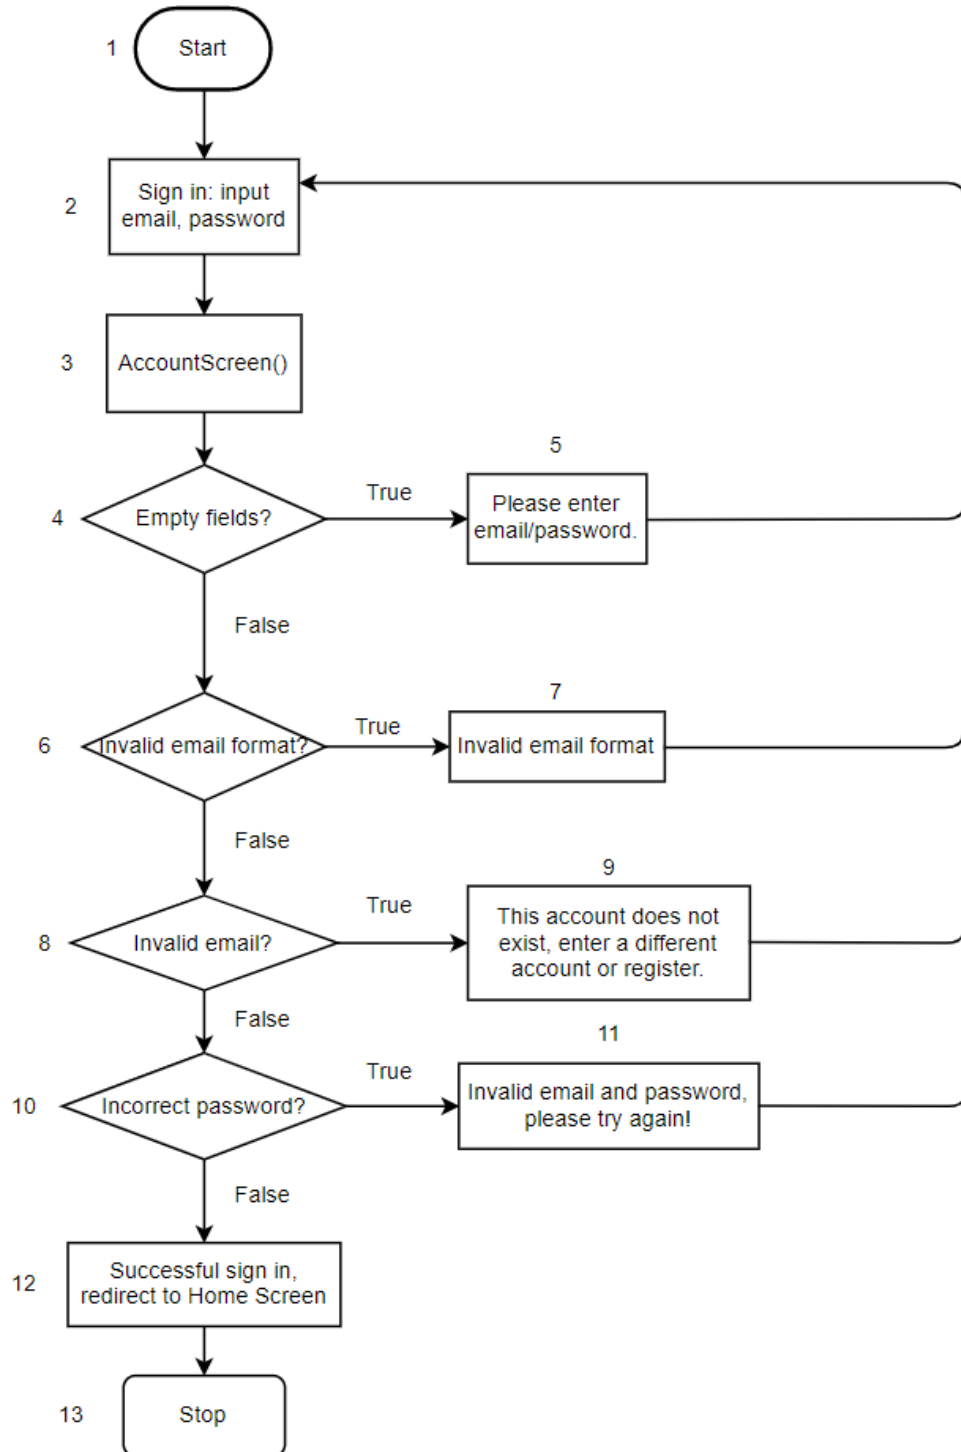 1
Start
2
Sign in: input
email, password
3
AccountScreen()
4
Empty fields?
True
5
Please enter
email/password.
False
6
Invalid email format?
True
7
Invalid email format
False
8
Invalid email?
True
9
This account does not
exist, enter a different
account or register.
False
10
Incorrect password?
True
11
Invalid email and password,
please try again!
False
12
Successful sign in,
redirect to Home Screen
13
Stop